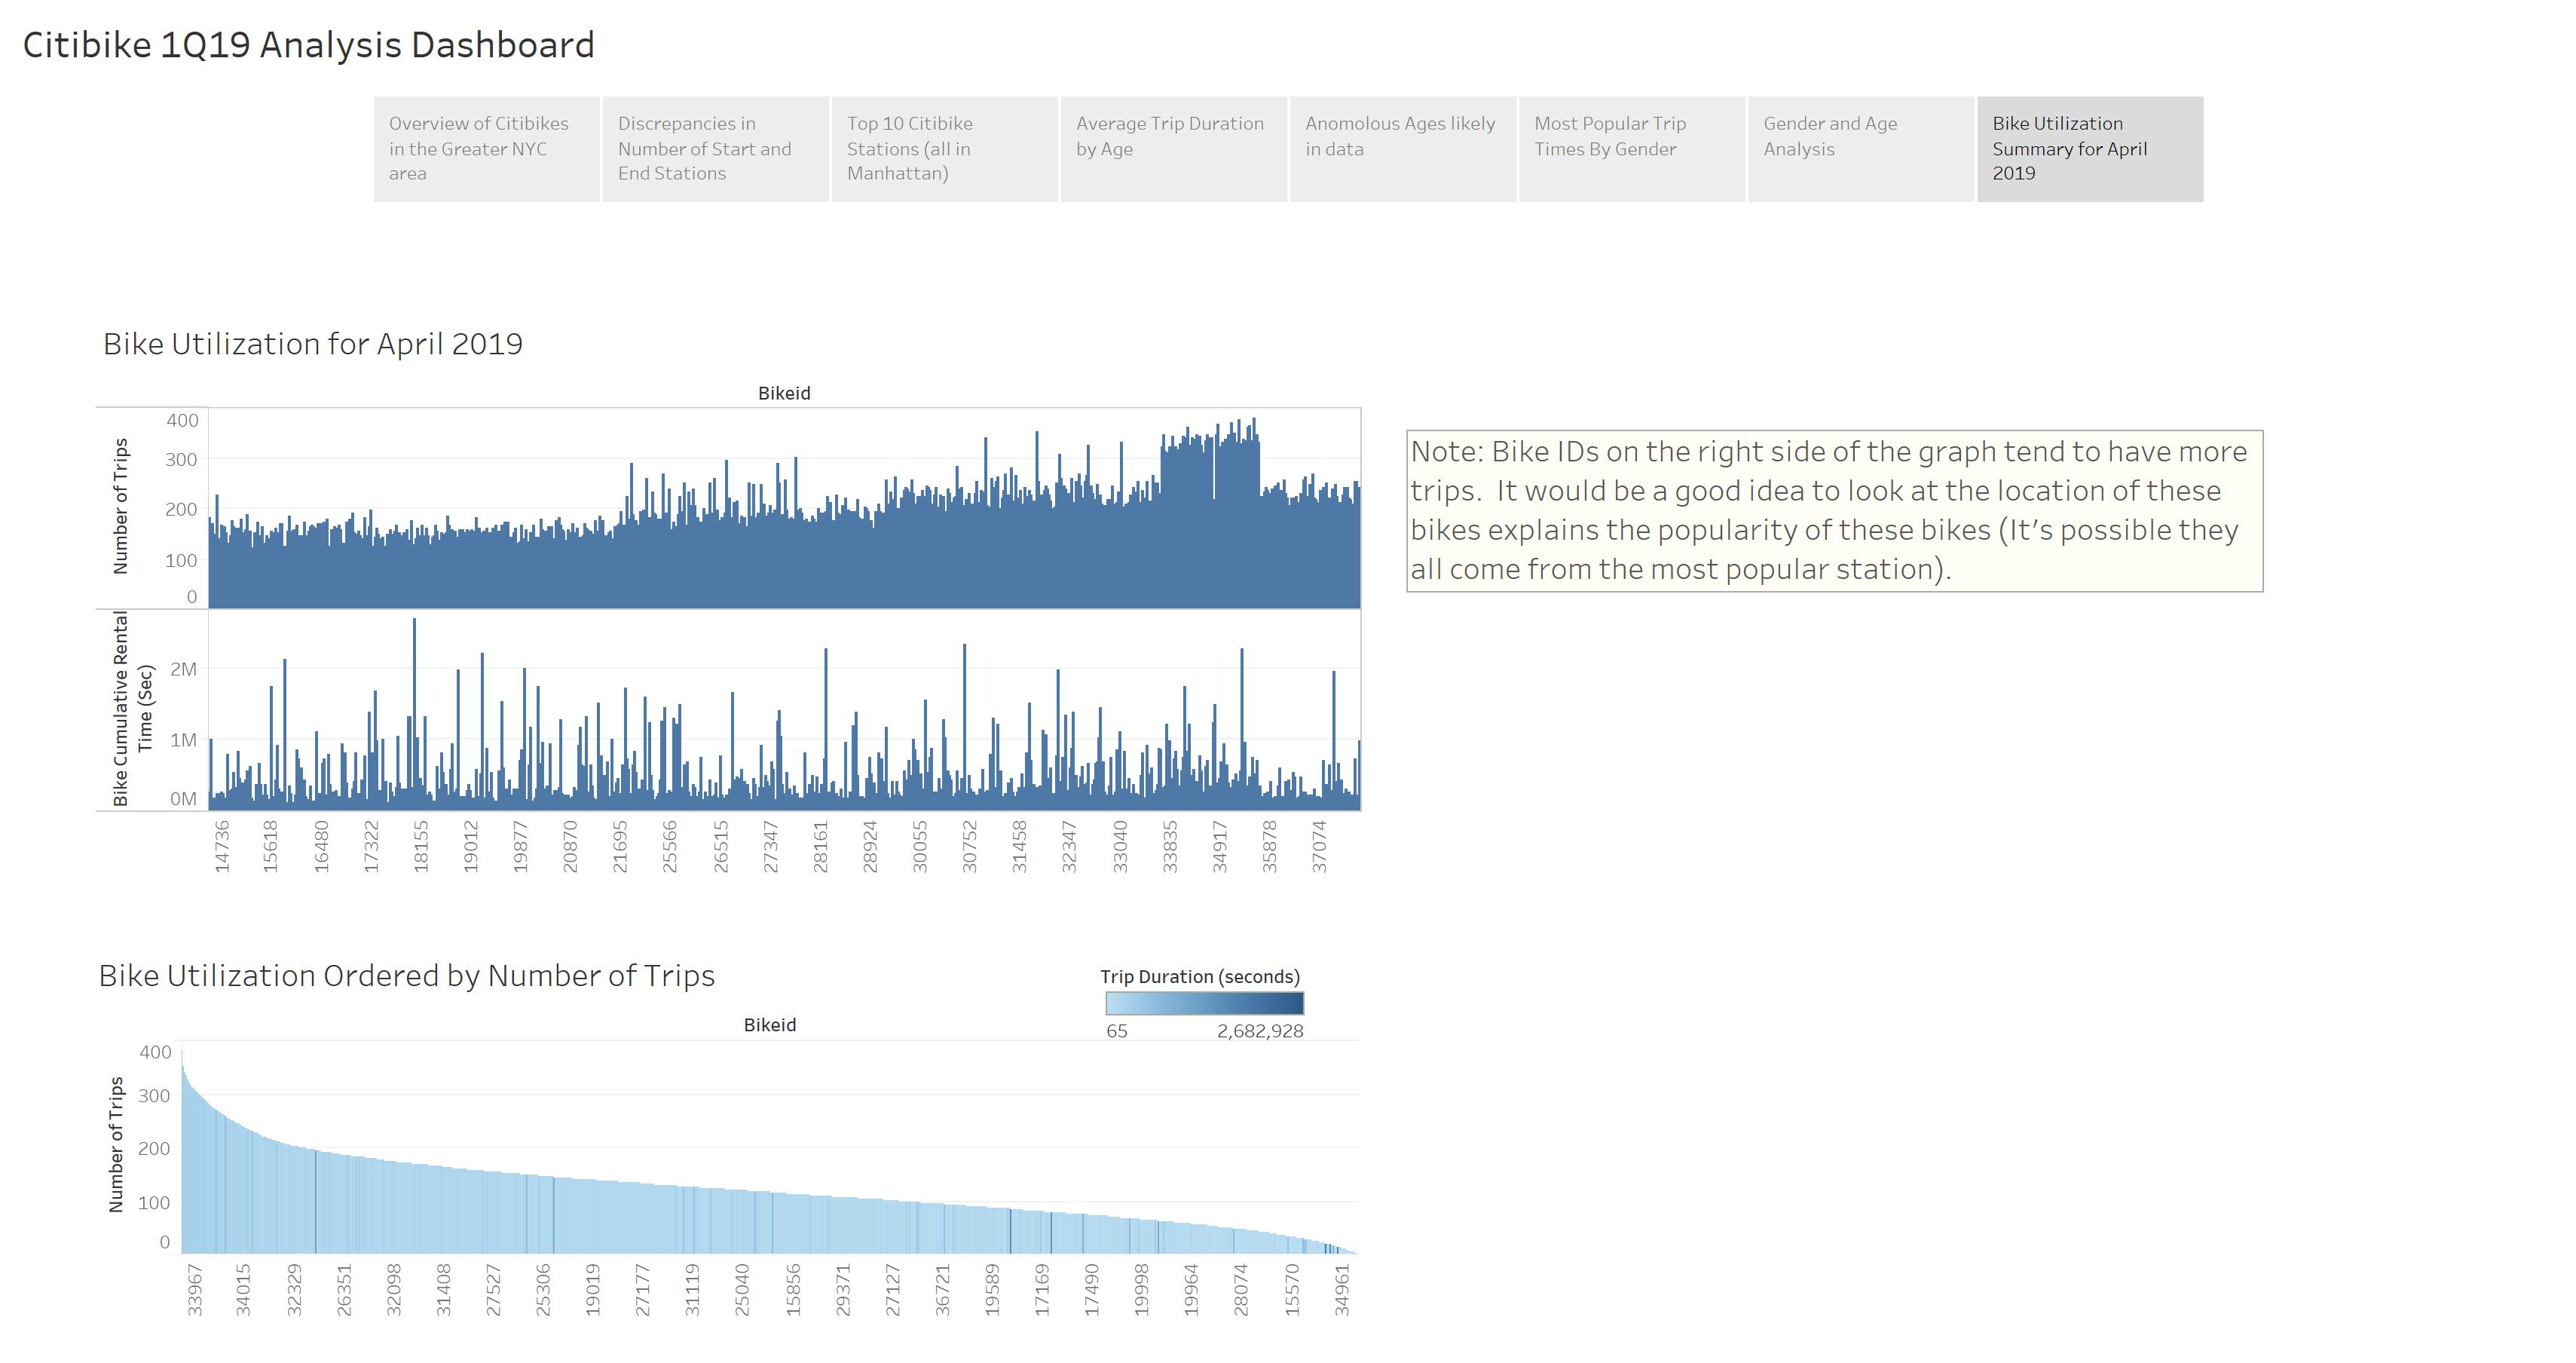 Citibike 1Q19 Analysis Dashboard
Overview of Citibikes
in the Greater NYC
area
Discrepancies in
Number of Start and
End Stations
Top 10 Citibike
Stations (all in
Manhattan)
Average Trip Duration
by Age
Anomolous Ages likely
in data
Most Popular Trip
Times By Gender
Gender and Age
Analysis
Bike Utilization
Summary for April
2019
Bike Utilization for April 2019
Bikeid
Number of Trips
400
300
200
100
0
Bike Cumulative Rental
Time (Sec)
2M
1M
0M
14736
15618
16480
17322
18155
19012
19877
20870
21695
25566
26515
27347
28161
28924
30055
30752
31458
32347
33040
33835
34917
35878
37074
Note: Bike IDs on the right side of the graph tend to have more
trips.  It would be a good idea to look at the location of these
bikes explains the popularity of these bikes (It’s possible they
all come from the most popular station).
Bike Utilization Ordered by Number of Trips
Trip Duration (seconds)
65 2,682,928
Bikeid
Number of Trips
400
300
200
100
0
33967
34015
32329
26351
32098
31408
27527
25306
19019
27177
31119
25040
15856
29371
27127
36721
19589
17169
17490
19998
19964
28074
15570
34961